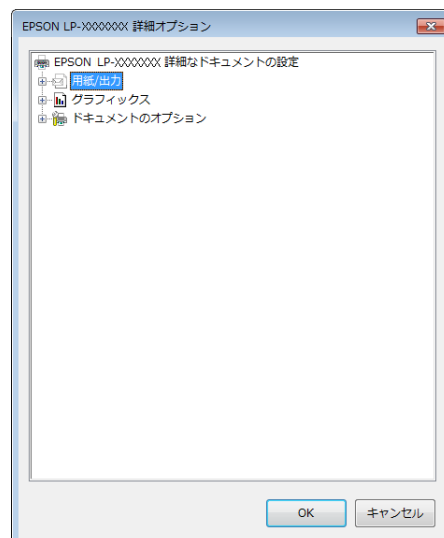 EPSON LP-XXXXXXX 詳細オプション
EPSON LP-XXXXXXX 詳細なドキュメントの設定
用紙/出力
グラフィックス
ドキュメントのオプション
OK
キャンセル